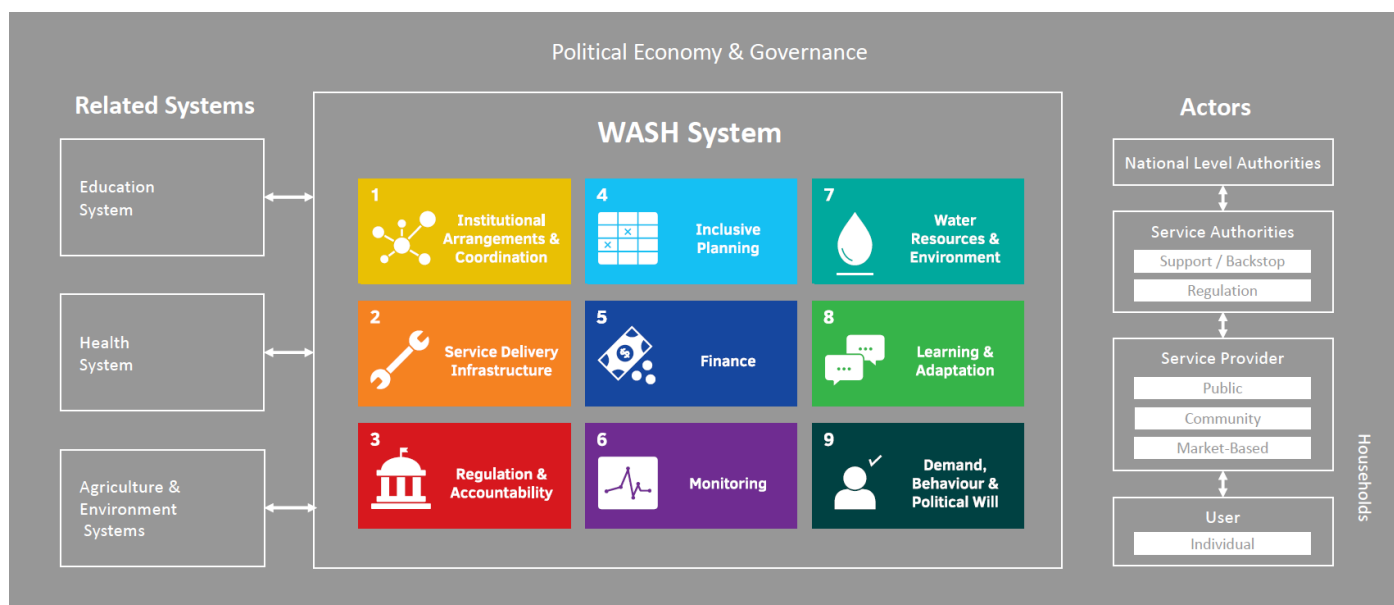 Political Economy & Governance
Related Systems
Education
System
Health
System
Agriculture &
Environment
Systems
WASH System
1
Institutional
Arrangements &
Coordination
4
Inclusive
Planning
7
Water
Resources &
Environment
2
Service Delivery
Infrastructure
5
Finance
8
Learning &
Adaptation
3
Regulation &
Accountability
6
Monitoring
9
Demand,
Behaviour &
Political Will
Actors
National Level Authorities
Service Authorities
Support / Backstop
Regulation
Service Provider
Public
Community
Market-Based
User
Individual
Households